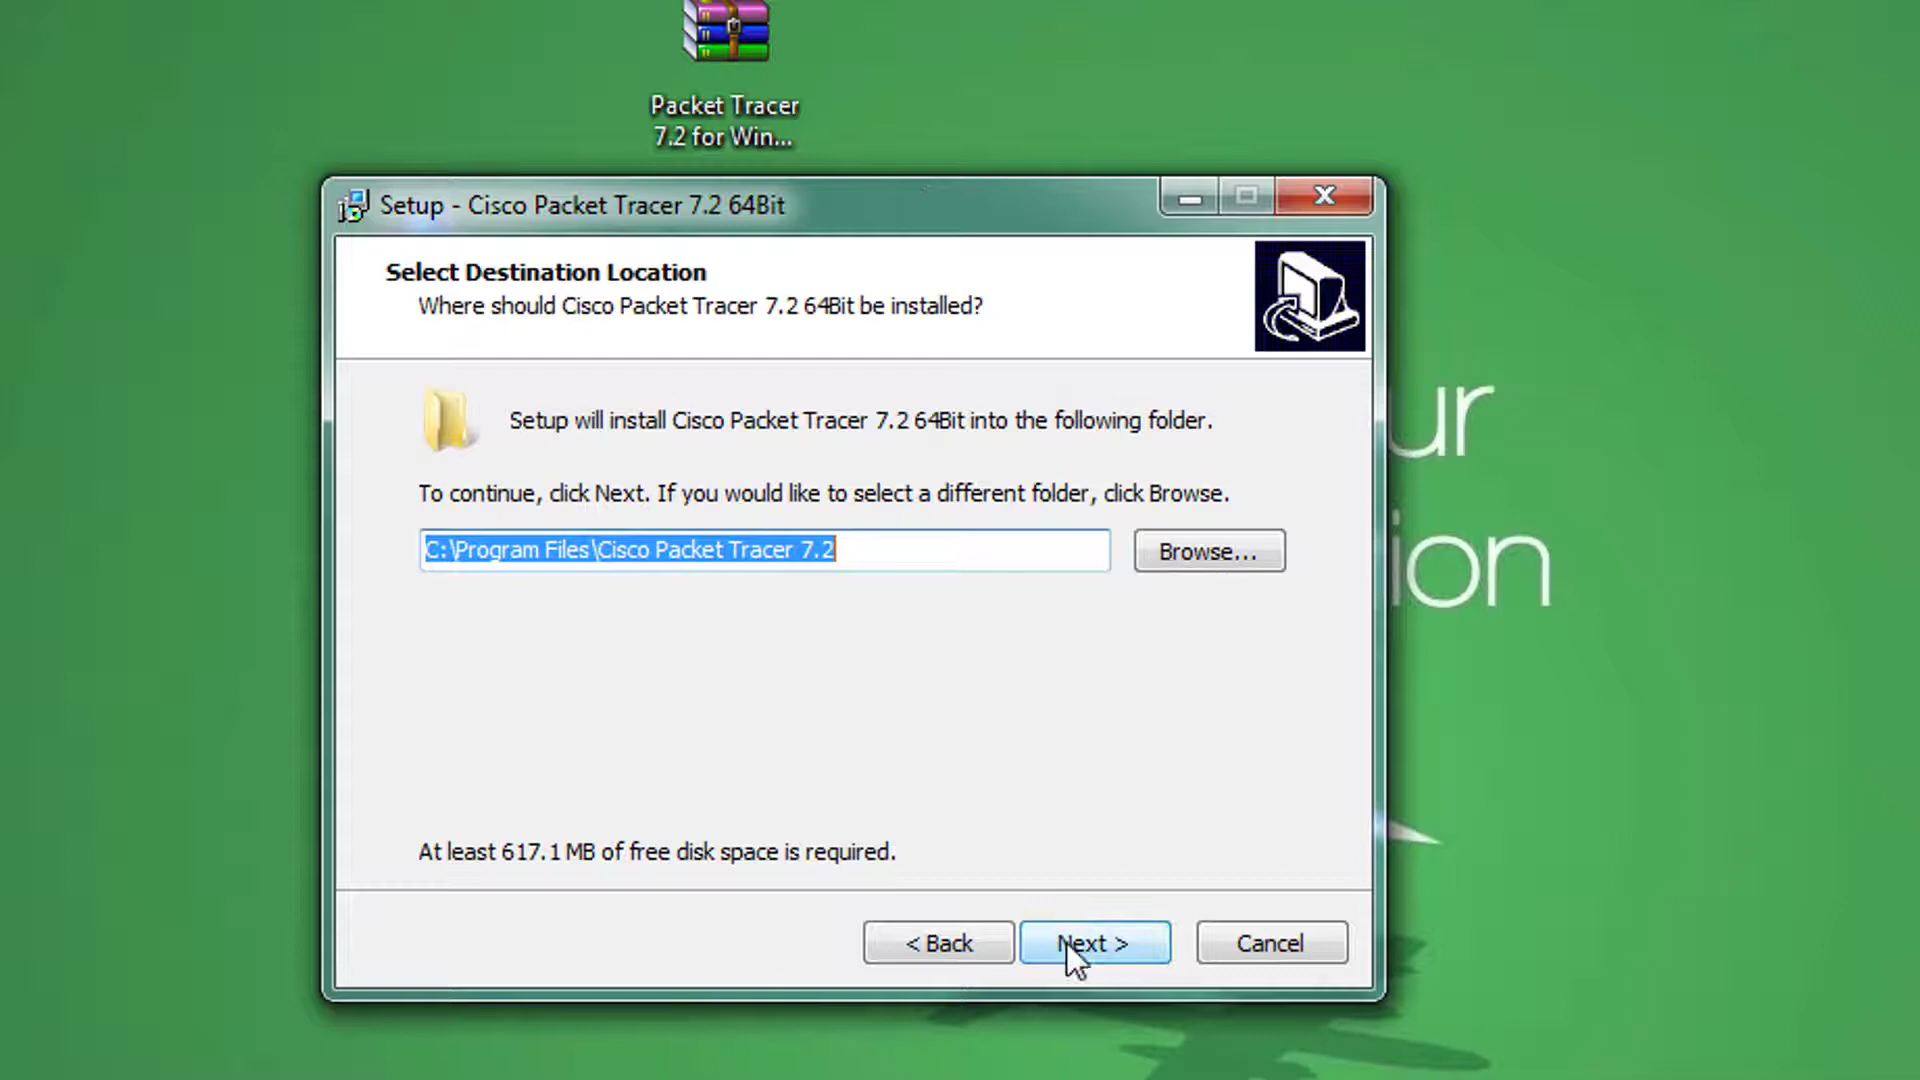 Packet Tracer
7.2 for Win...
Setup - Cisco Packet Tracer 7.2 64Bit
Select Destination Location
Where should Cisco Packet Tracer 7.2 64Bit be installed?
Setup will install Cisco Packet Tracer 7.2 64Bit into the following folder.
To continue, click Next. If you would like to select a different folder, click Browse.
C:\Program Files\Cisco Packet Tracer 7.2
Browse...
At least 617.1 MB of free disk space is required.
< Back
Next >
Cancel
ur
ion